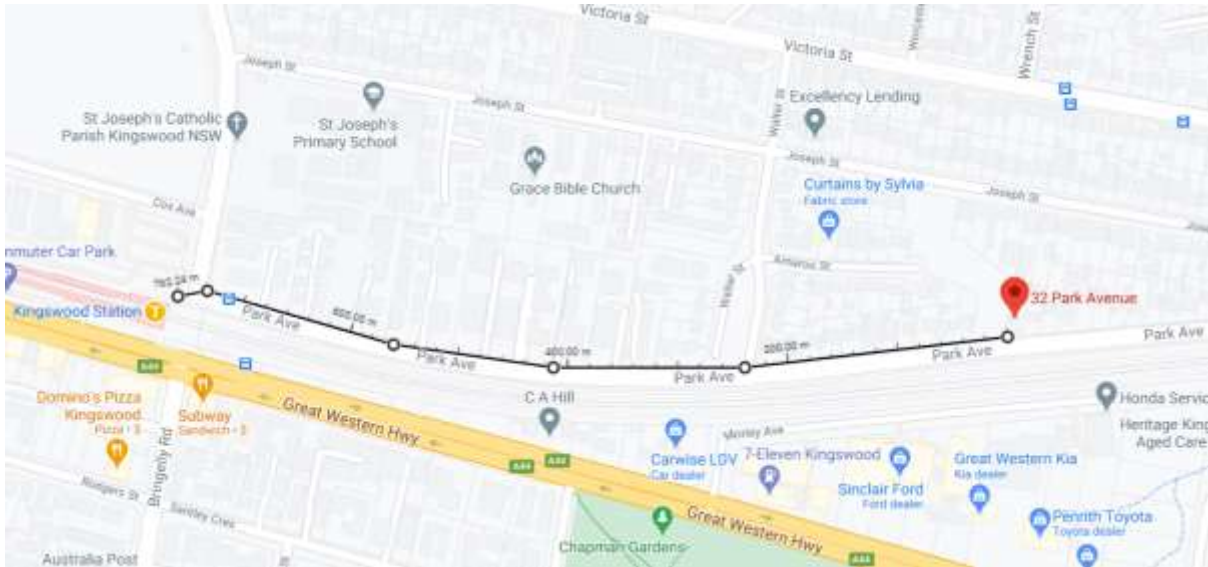 Victoria St
Victoria St
Wrench St
Joseph St
Joseph St
Walker St
Excellency Lending
St Joseph's Catholic
Parish Kingswood NSW
St Joseph's
Primary School
Grace Bible Church
Joseph St
Curtains by Sylvia
Fabric store
Joseph St
Cox Ave
nmuter Car Park
Walker St
32 Park Avenue
Kingswood Station
Park Ave
600.00 m
Park Ave
400.00 m
Park Ave
200.00 m
Park Ave
Park Ave
A44
Domino's Pizza
Kingswood
Subway
Great Western Hwy
C A Hill
Honda Servic
Heritage King
Aged Care
Bringelly Rd
A44
A44
Carwise LDV
Car dealer
7-Eleven Kingswood
Sinclair Ford
Ford dealer
Great Western Kia
Kia dealer
Rodgers St
Great Western Hwy
Penrith Toyota
Toyota dealer
Chapman Gardens
Australia Post
A44